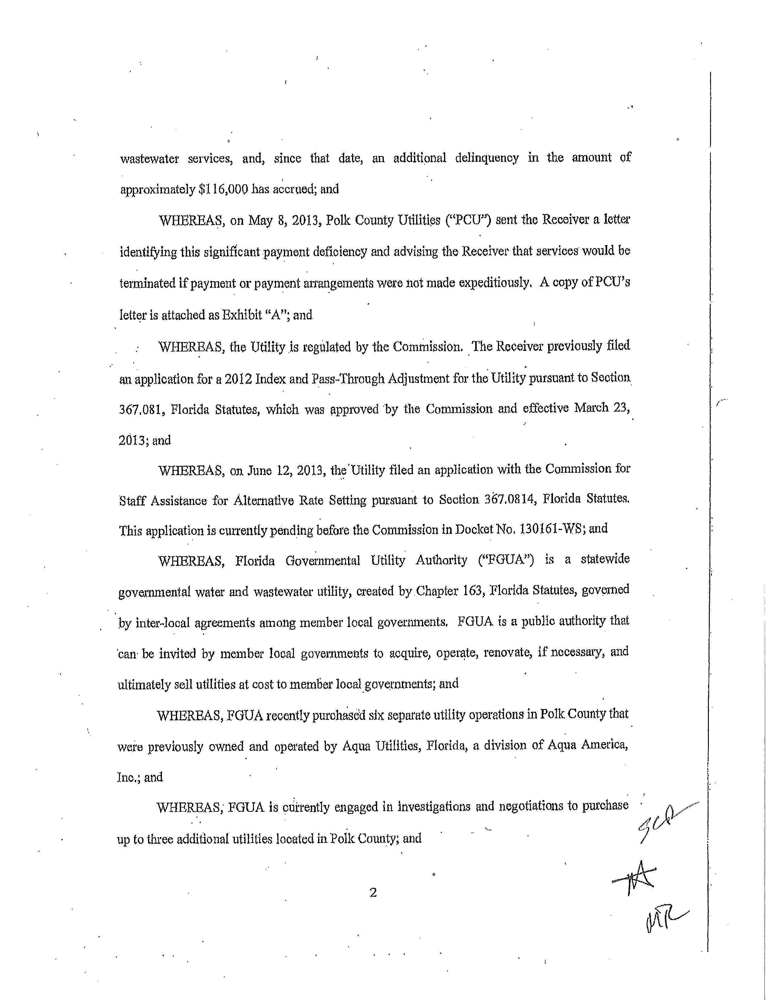 wastewater services, and, since that date, an additional delinquency in the amount of
approximately $116,000 has accrued; and
WHEREAS, on May 8, 2013, Polk County Utilities (“PCU”) sent the Receiver a letter
identifying this significant payment deficiency and advising the Receiver that services would be
terminated if payment or payment arrangements were not made expeditiously. A copy of PCU’s
letter is attached as Exhibit “A”; and
WHEREAS, the Utility is regulated by the Commission. The Receiver previously filed
an application for a 2012 Index and Pass-Through Adjustment for the Utility pursuant to Section
367.081, Florida Statutes, which was approved by the Commission and effective March 23,
2013; and
WHEREAS, on June 12, 2013, the Utility filed an application with the Commission for
Staff Assistance for Alternative Rate Setting pursuant to Section 367.0814, Florida Statutes.
This application is currently pending before the Commission in Docket No. 130161-WS; and
WHEREAS, Florida Governmental Utility Authority (“FGUA”) is a statewide
governmental water and wastewater utility, created by Chapter 163, Florida Statutes, governed
by inter-local agreements among member local governments. FGUA is a public authority that
can be invited by member local governments to acquire, operate, renovate, if necessary, and
ultimately sell utilities at cost to member local governments; and
WHEREAS, FGUA recently purchased six separate utility operations in Polk County that
were previously owned and operated by Aqua Utilities, Florida, a division of Aqua America,
Inc.; and
WHEREAS, FGUA is currently engaged in investigations and negotiations to purchase
up to three additional utilities located in Polk County; and
2